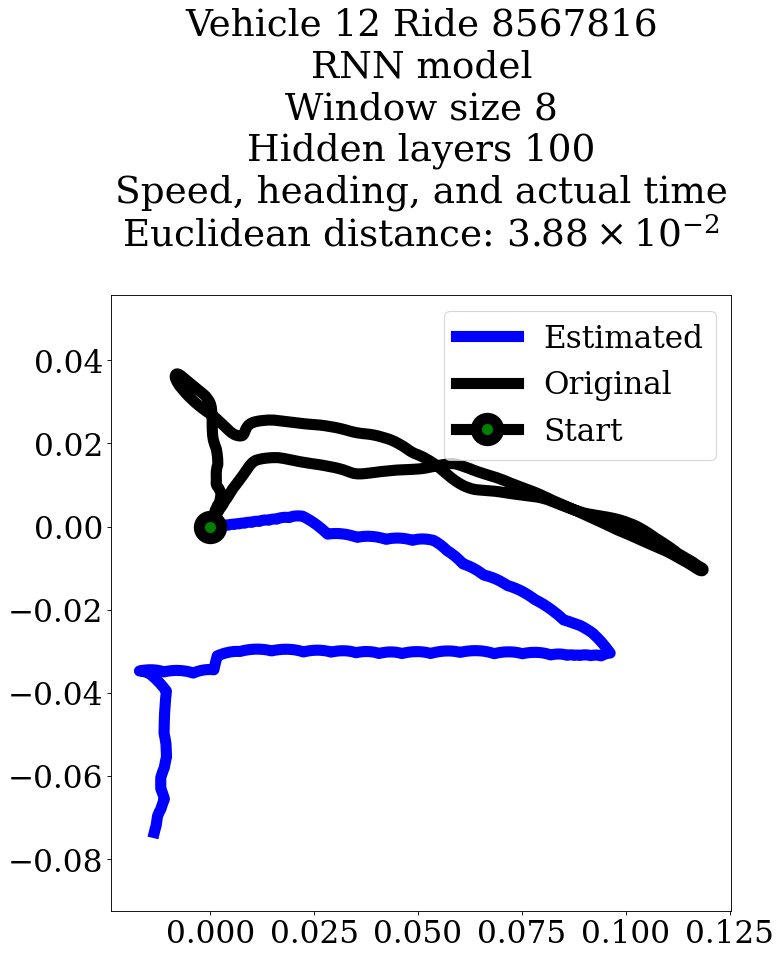 Vehicle 12 Ride 8567816
RNN model
Window size 8
Hidden layers 100
Speed, heading, and actual time
Euclidean distance: 3.88 × 10⁻²
Estimated
Original
Start
0.04
0.02
0.00
−0.02
−0.04
−0.06
−0.08
0.000 0.025 0.050 0.075 0.100 0.125